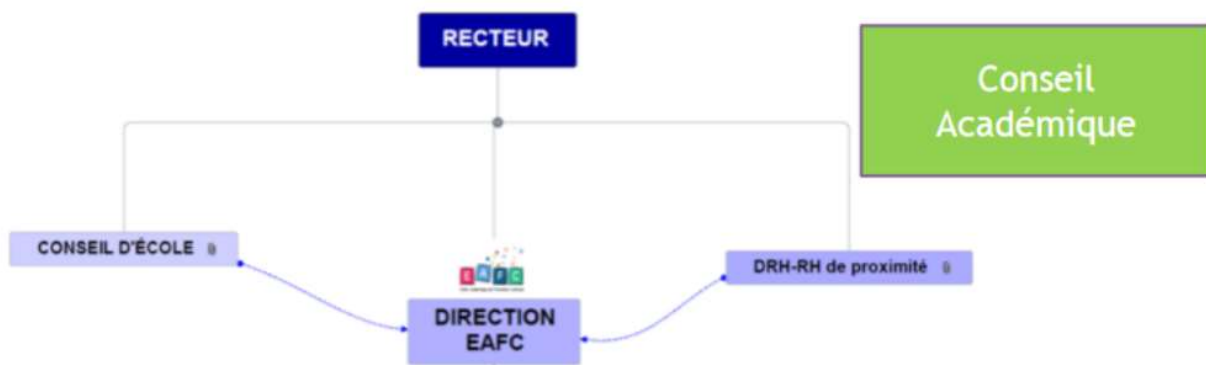 RECTEUR
Conseil
Académique
CONSEIL D'ÉCOLE
EAFC
DRH-RH de proximité
DIRECTION
EAFC